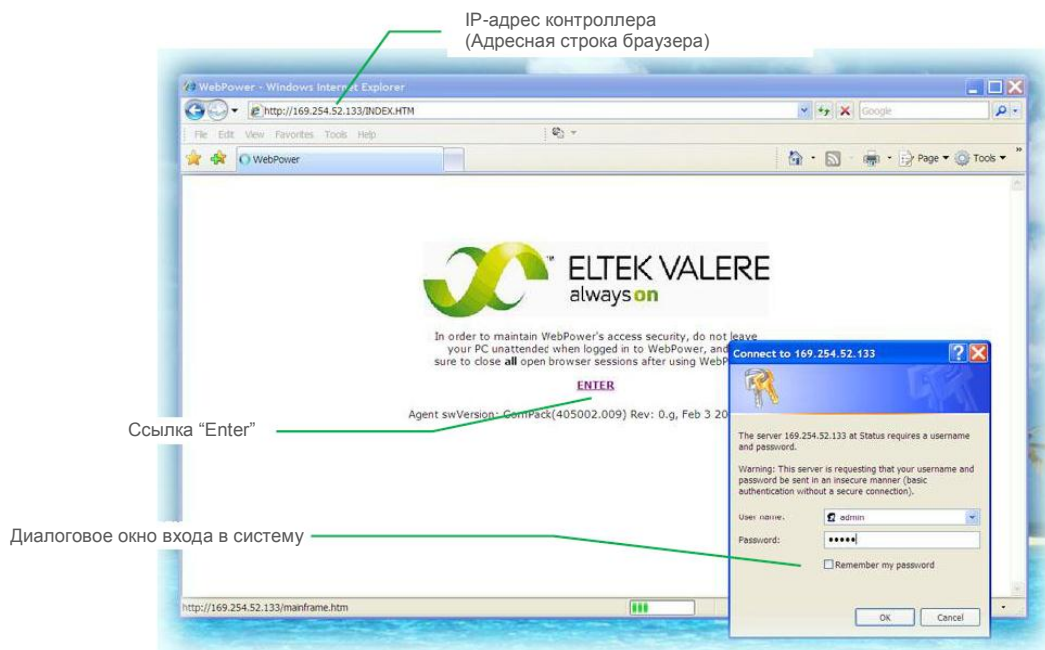 IP-адрес контроллера
(Адресная строка браузера)
WebPower - Windows Internet Explorer
http://169.254.52.133/INDEX.HTM
Google
File Edit View Favorites Tools Help
WebPower
Page
Tools
™
ELTEK VALERE
always on
In order to maintain WebPower's access security, do not leave
your PC unattended when logged in to WebPower, and
sure to close all open browser sessions after using
ENTER
Agent swVersion: ComPack(405002.009) Rev: 0.g, Feb 3
Ссылка “Enter”
Connect to 169.254.52.133
The server 169.254.52.133 at Status requires a username
and password.
Warning: This server is requesting that your username and
password be sent in an insecure manner (basic
authentication without a secure connection).
User name:
admin
Password:
•••••
Remember my password
OK
Cancel
Диалоговое окно входа в систему
http://169.254.52.133/mainframe.htm